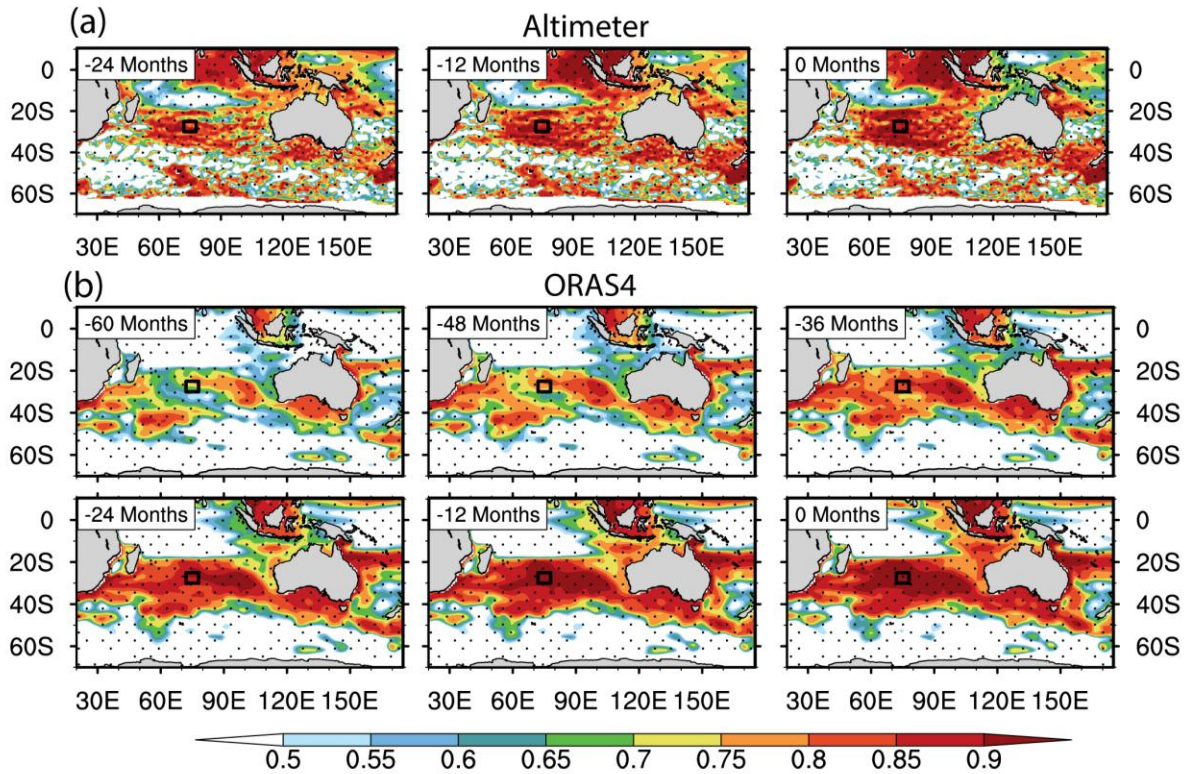 (a) Altimeter
-24 Months -12 Months 0 Months
0 0
20S 20S
40S 40S
60S 60S
30E 60E 90E 120E 150E 30E 60E 90E 120E 150E 30E 60E 90E 120E 150E
(b) ORAS4
-60 Months -48 Months -36 Months
0 0
20S 20S
40S 40S
60S 60S
-24 Months -12 Months 0 Months
0 0
20S 20S
40S 40S
60S 60S
30E 60E 90E 120E 150E 30E 60E 90E 120E 150E 30E 60E 90E 120E 150E
0.5 0.55 0.6 0.65 0.7 0.75 0.8 0.85 0.9